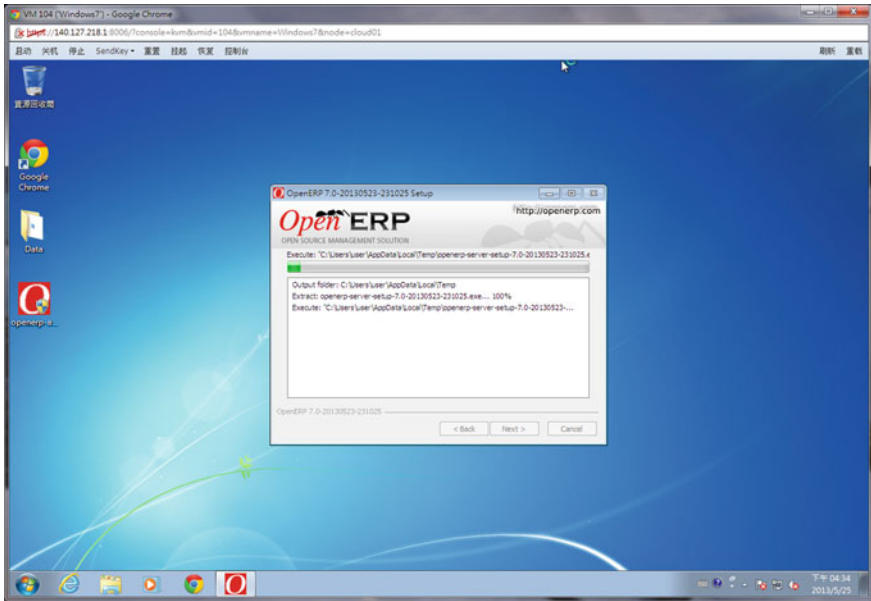 VM 104 ('Windows7') - Google Chrome
https://140.127.218.1:8006/?console=kvm&vmid=104&vmname=Windows7&node=cloud01
启动 关机 停止 SendKey 重置 挂起 恢复 控制台
刷新 重载
資源回收筒
Google
Chrome
Data
openerp-a...
OpenERP 7.0-20130523-231025 Setup
Open ERP
OPEN SOURCE MANAGEMENT SOLUTION
http://openerp.com
Execute: "C:\Users\user\AppData\Local\Temp\openerp-server-setup-7.0-20130523-231025.e
Output folder: C:\Users\user\AppData\Local\Temp
Extract: openerp-server-setup-7.0-20130523-231025.exe... 100%
Execute: "C:\Users\user\AppData\Local\Temp\openerp-server-setup-7.0-20130523-...
OpenERP 7.0-20130523-231025
< Back
Next >
Cancel
下午 04:34
2013/5/25